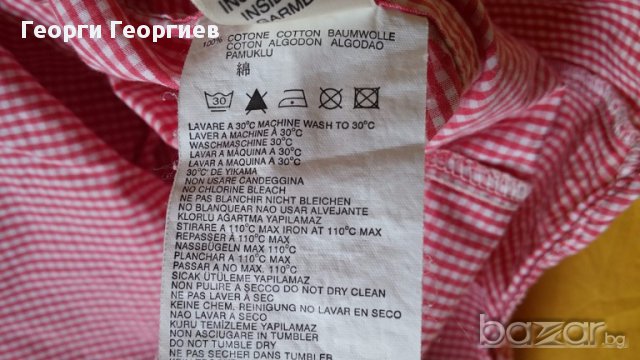 Георги Георгиев
INSIDE
GARM
100% COTONE COTTON BAUMWOLLE
COTON ALGODON ALGODAO
PAMUKLU
綿
30
LAVARE A 30°C MACHINE WASH TO 30°C
LAVER A MACHINE À 30°C
WASCHMASCHINE 30°C
LAVAR A MÁQUINA A 30°C
LAVAR A MAQUINA A 30°C
30°C DE YIKAMA
NON USARE CANDEGGINA
NO CHLORINE BLEACH
NE PAS BLANCHIR NICHT BLEICHEN
NO BLANQUEAR NAO USAR ALVEJANTE
KLORLU AGARTMA YAPILAMAZ
STIRARE A 110°C MAX IRON AT 110°C MAX
REPASSER À 110°C MAX
NASSBÜGELN MAX 110°C
PLANCHAR A 110°C MAX
PASSAR A NO MAX 110°C
SICAK ÜTÜLEME YAPILAMAZ
NON PULIRE A SECCO DO NOT DRY CLEAN
NE PAS LAVER À SEC
KEINE CHEM. REINIGUNG NO LAVAR EN SECO
NAO LAVAR A SECO
KURU TEMIZLEME YAPILMAZ
NON ASCIUGARE IN TUMBLER
DO NOT TUMBLE DRY
NE PAS SECHER DANS TUMBLER
bazar.bg